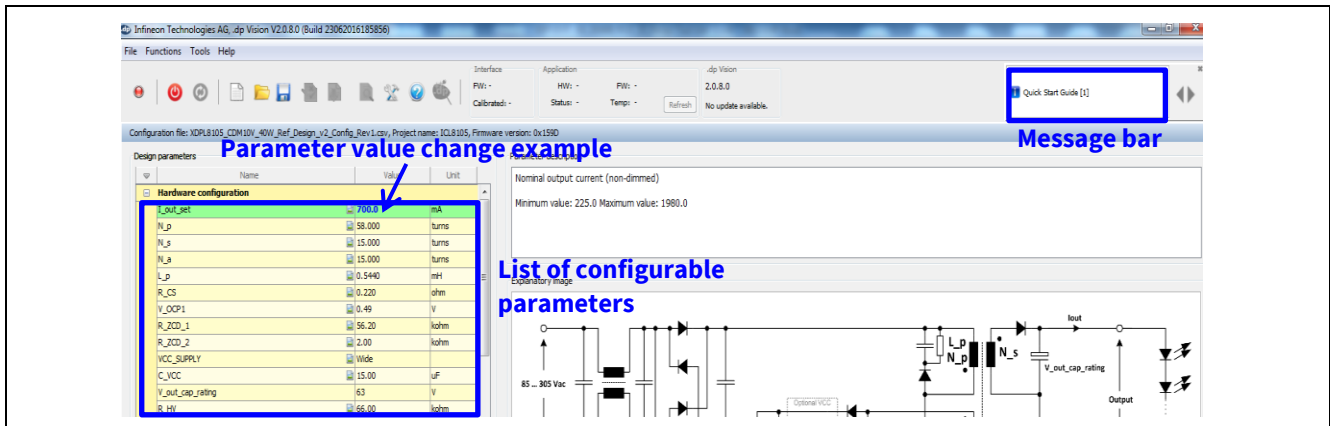 Infineon Technologies AG, .dp Vision V2.0.8.0 (Build 23062016185856)
File Functions Tools Help
Interface Application .dp Vision
FW: - HW: - FW: - 2.0.8.0
Calibrated: - Status: - Temp: - Refresh No update available.
Quick Start Guide [1]
Message bar
Configuration file: XDPL8105_CDM10V_40W_Ref_Design_v2_Config_Rev1.csv, Project name: ICL8105, Firmware version: 0x159D
Parameter value change example
Design parameters
Name Value Unit
Hardware configuration
I_out_set 700.0 mA
N_p 58.000 turns
N_s 15.000 turns
N_a 15.000 turns
L_p 0.5440 mH
R_CS 0.220 ohm
V_OCP1 0.49 V
R_ZCD_1 56.20 kohm
R_ZCD_2 2.00 kohm
VCC_SUPPLY Wide
C_VCC 15.00 uF
V_out_cap_rating 63 V
R_HV 66.00 kohm
Nominal output current (non-dimmed)
Minimum value: 225.0 Maximum value: 1980.0
List of configurable
parameters
Explanatory image
Iout
L_p
N_p N_s
V_out_cap_rating
85 ... 305 Vac
Optional VCC
Output